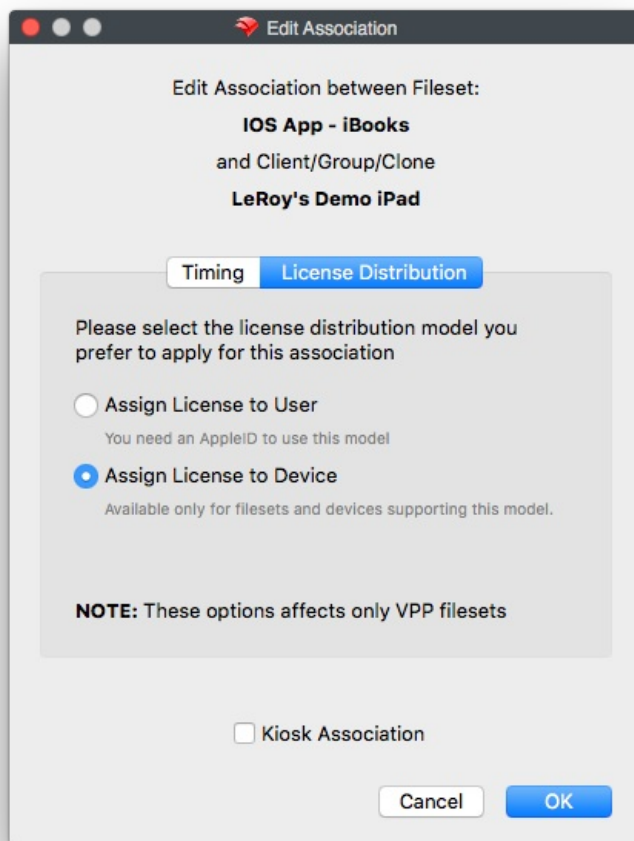 Edit Association
Edit Association between Fileset:
IOS App - iBooks
and Client/Group/Clone
LeRoy's Demo iPad
Timing
License Distribution
Please select the license distribution model you
prefer to apply for this association
Assign License to User
You need an AppleID to use this model
Assign License to Device
Available only for filesets and devices supporting this model.
NOTE: These options affects only VPP filesets
Kiosk Association
Cancel
OK